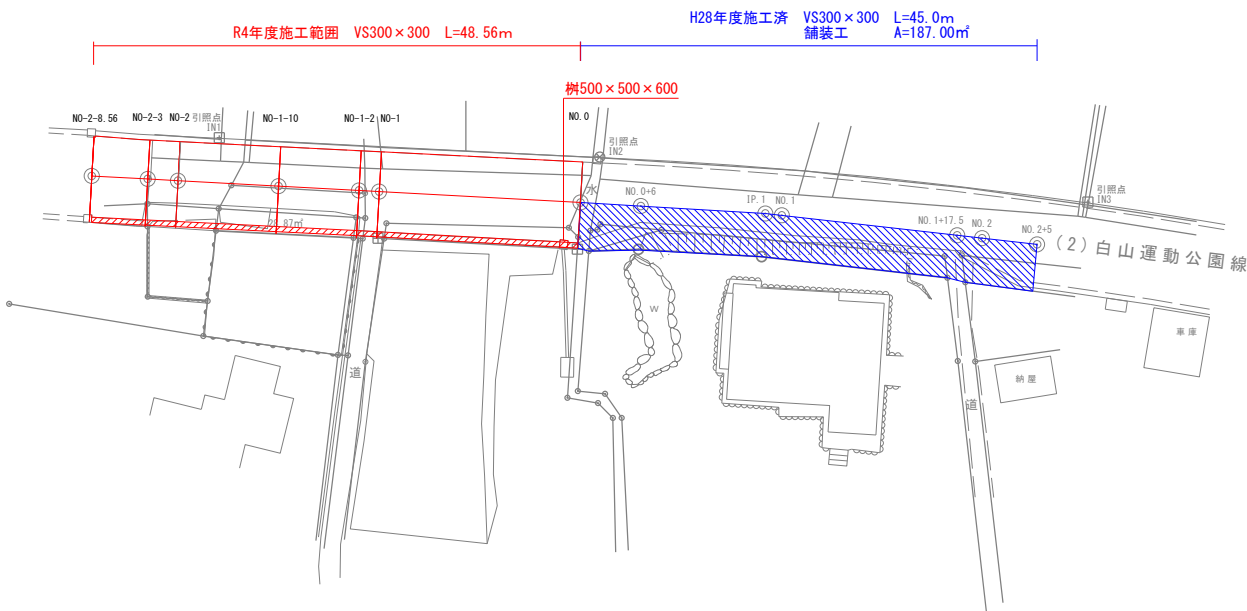 H28年度施工済 VS300×300 L=45.0m
舗装工 A=187.00㎡
R4年度施工範囲 VS300×300 L=48.56m
桝500×500×600
NO-2-8.56
NO-2-3
NO-2
引照点
IN1
NO-1-10
NO-1-2
NO-1
NO.0
引照点
IN2
水
NO.0+6
IP.1
NO.1
引照点
IN3
NO.1+17.5
NO.2
NO.2+5
(2)白山運動公園線
W
車庫
納屋
道
道